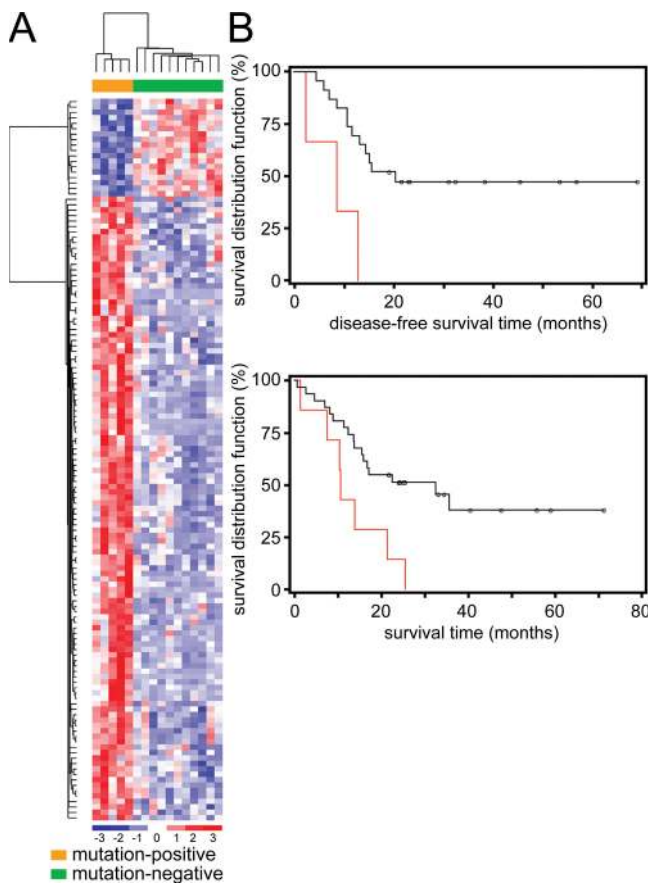 A
B
survival distribution function (%)
100
75
50
25
0
0 20 40 60
disease-free survival time (months)
survival distribution function (%)
100
75
50
25
0
0 20 40 60 80
survival time (months)
-3 -2 -1 0 1 2 3
mutation-positive
mutation-negative